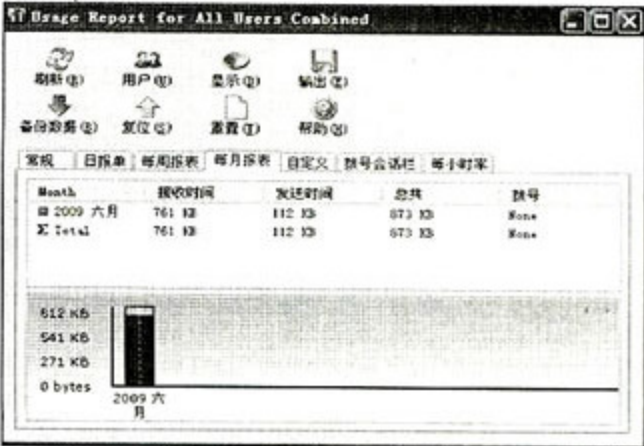 Usage Report for All Users Combined
刷新(R) 用户(U) 显示(D) 输出(E)
备份数据(B) 复位(S) 重置(T) 帮助(H)
常规 日报单 每周报表 每月报表 自定义 拨号会话栏 每小时率
Month 接收时间 发送时间 总共 拨号
2009 六月 761 KB 112 KB 873 KB None
Σ Total 761 KB 112 KB 873 KB None
812 KB
541 KB
271 KB
0 bytes
2009 六
月